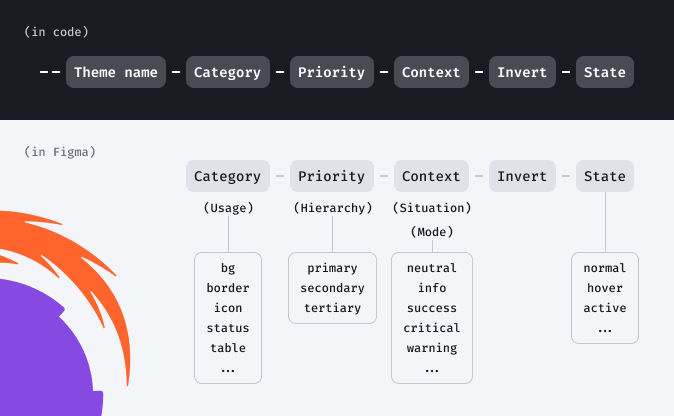 (in code)
-- Theme name - Category - Priority - Context - Invert - State
(in Figma)
Category - Priority - Context - Invert - State
(Usage) (Hierarchy) (Situation)
(Mode)
bg
border
icon
status
table
...
primary
secondary
tertiary
neutral
info
success
critical
warning
...
normal
hover
active
...